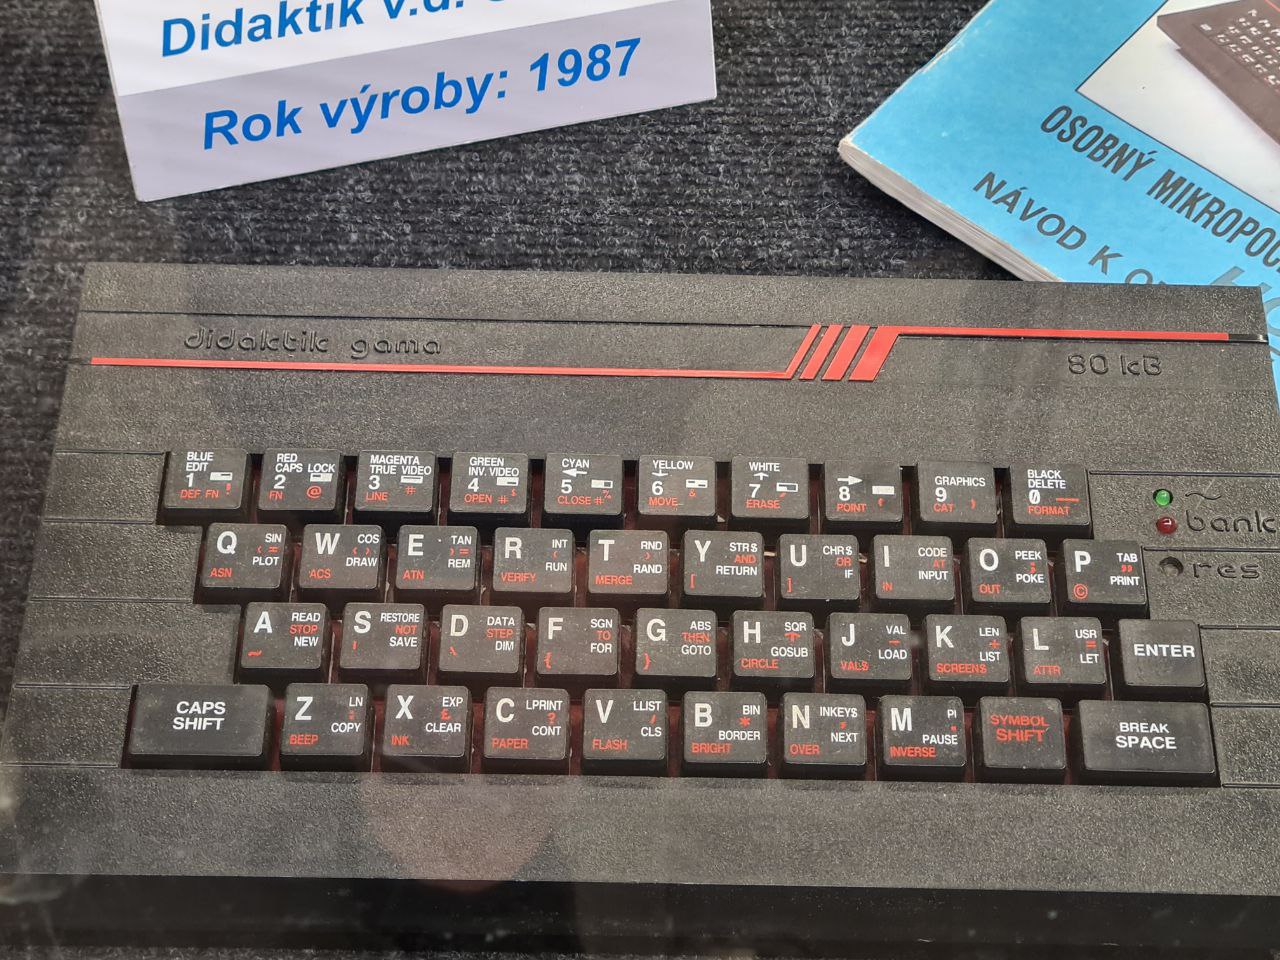 Didaktik v.d.
Rok výroby: 1987
OSOBNÝ
NÁVOD K
didaktik gama
80 kB
BLUE
EDIT
1
DEF FN !
RED
CAPS LOCK
2
FN @
MAGENTA
TRUE VIDEO
3
LINE #
GREEN
INV. VIDEO
4
OPEN # $
CYAN
5
CLOSE # %
YELLOW
6
MOVE &
WHITE
7
ERASE '
8
POINT (
GRAPHICS
9
CAT )
BLACK
DELETE
0
FORMAT
~
bank
res
Q SIN
<=
PLOT
ASN
W COS
<>
DRAW
ACS
E TAN
>=
REM
ATN
R INT
<
RUN
VERIFY
T RND
>
RAND
MERGE
Y STR$
AND
RETURN
[
U CHR$
OR
IF
]
I CODE
AT
INPUT
IN
O PEEK
;
POKE
OUT
P TAB
"
PRINT
©
A READ
STOP
NEW
~
S RESTORE
NOT
SAVE
|
D DATA
STEP
DIM
\
F SGN
TO
FOR
{
G ABS
THEN
GOTO
}
H SQR
↑
GOSUB
CIRCLE
J VAL
-
LOAD
VAL$
K LEN
+
LIST
SCREEN$
L USR
=
LET
ATTR
ENTER
CAPS
SHIFT
Z LN
:
COPY
BEEP
X EXP
£
CLEAR
INK
C LPRINT
?
CONT
PAPER
V LLIST
/
CLS
FLASH
B BIN
*
BORDER
BRIGHT
N INKEY$
,
NEXT
OVER
M PI
.
PAUSE
INVERSE
SYMBOL
SHIFT
BREAK
SPACE